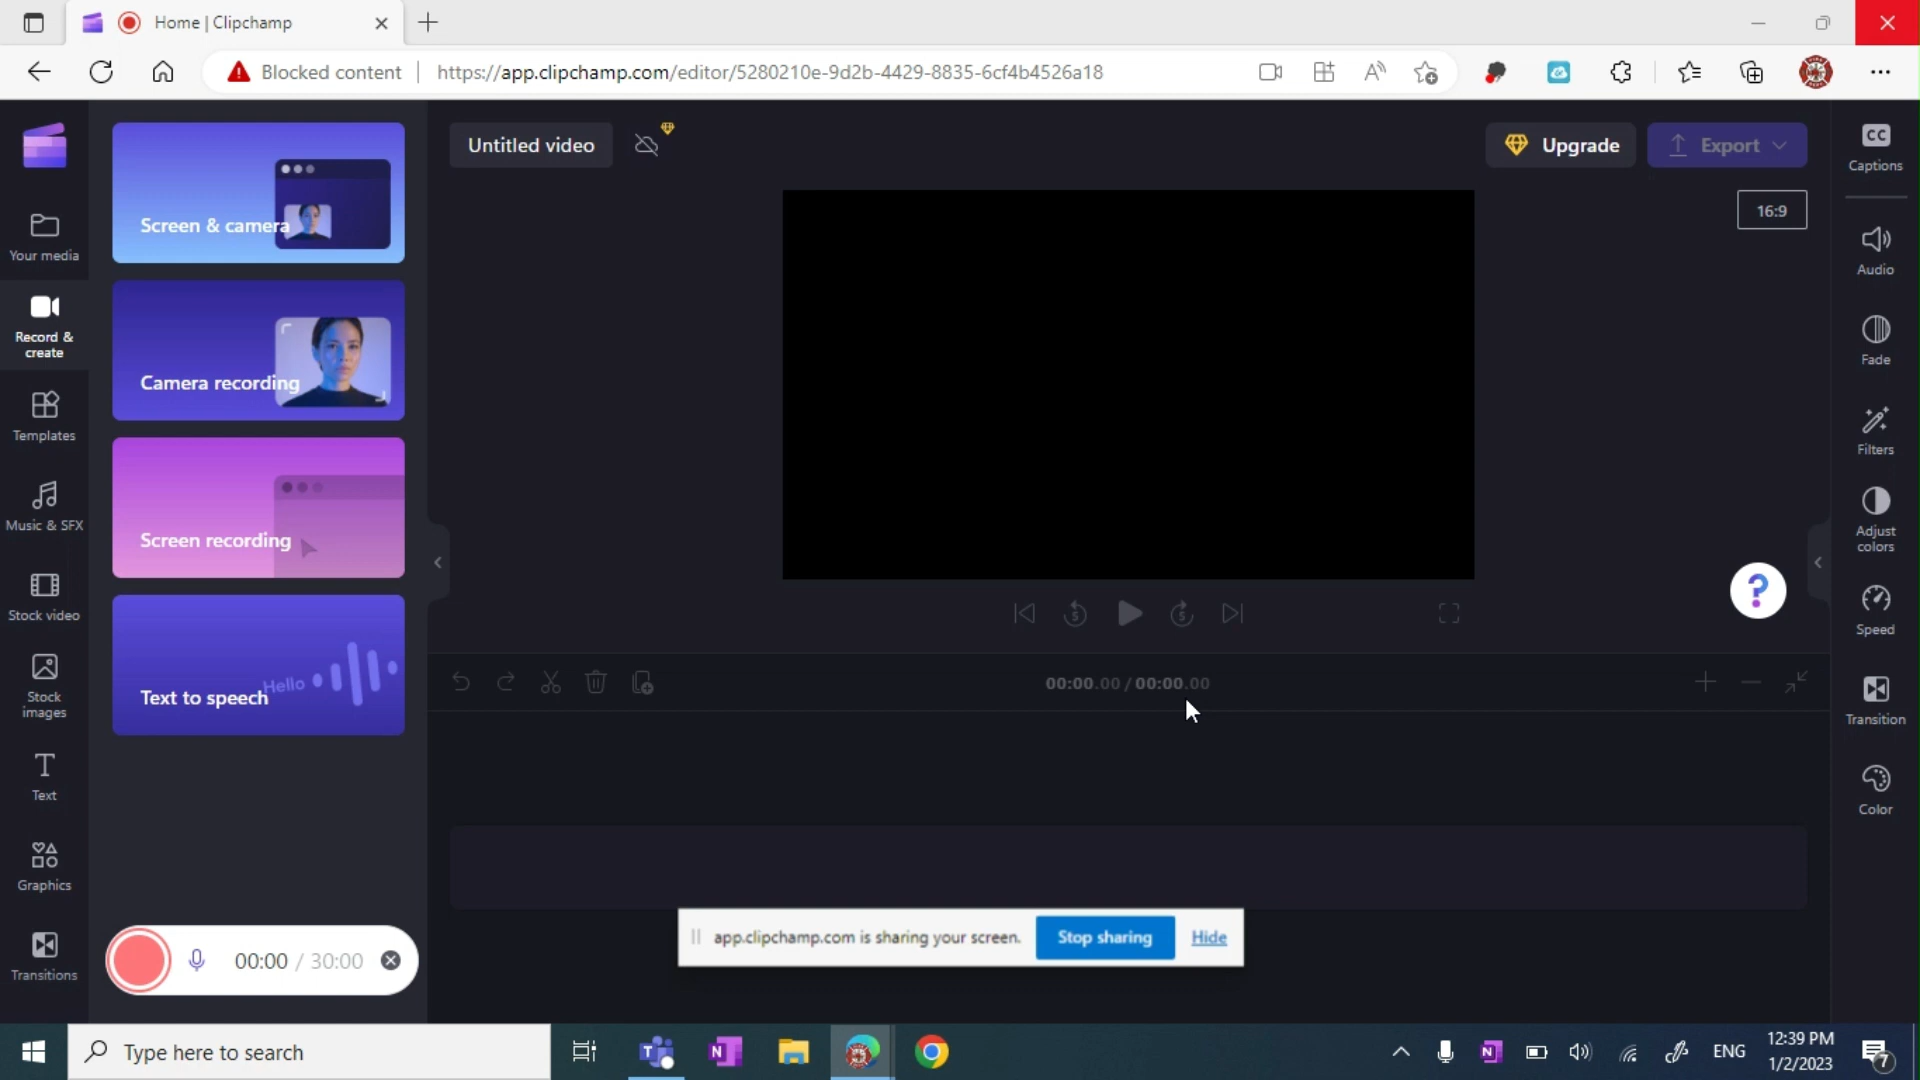 Home | Clipchamp
Blocked content
https://app.clipchamp.com/editor/5280210e-9d2b-4429-8835-6cf4b4526a18
Untitled video
Upgrade
Export
CC
Captions
16:9
Your media
Record &
create
Templates
Music & SFX
Stock video
Stock
images
Text
Graphics
Transitions
Screen & camera
Camera recording
Screen recording
Hello
Text to speech
00:00 / 30:00
5
5
?
00:00.00 / 00:00.00
Audio
Fade
Filters
Adjust
colors
Speed
Transition
Color
app.clipchamp.com is sharing your screen.
Stop sharing
Hide
Type here to search
T
N
N
ENG
12:39 PM
1/2/2023
7